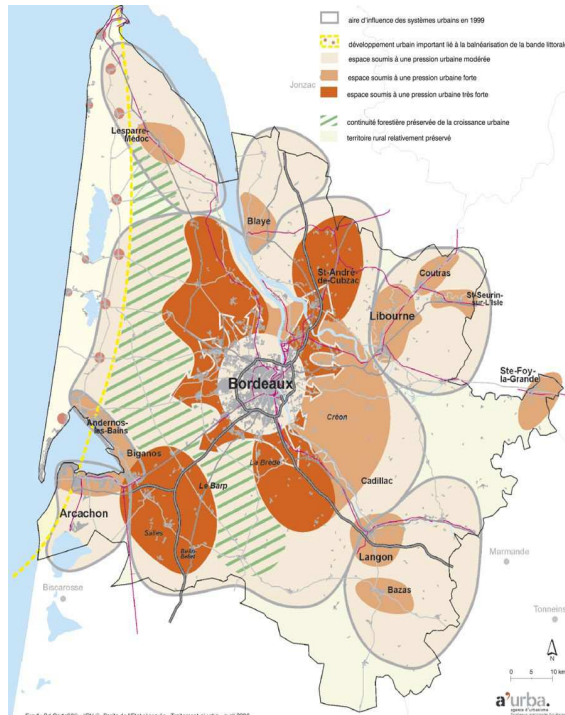 aire d'influence des systèmes urbains en 1999
développement urbain important lié à la balnéarisation de la bande littorale
espace soumis à une pression urbaine modérée
espace soumis à une pression urbaine forte
espace soumis à une pression urbaine très forte
continuité forestière préservée de la croissance urbaine
territoire rural relativement préservé
Jonzac
Lesparre-
Médoc
Blaye
St-André-
de-Cubzac
Coutras
St-Seurin-
sur-L'Isle
Libourne
Ste-Foy-
la-Grande
Bordeaux
Créon
Andernos-
les-Bains
Biganos
La Brède
Cadillac
Le Barp
Arcachon
Salles
Belin-
Beliet
Langon
Marmande
Bazas
Biscarosse
Tonneins
N
0 5 10 km
a'urba.
agence d'urbanisme